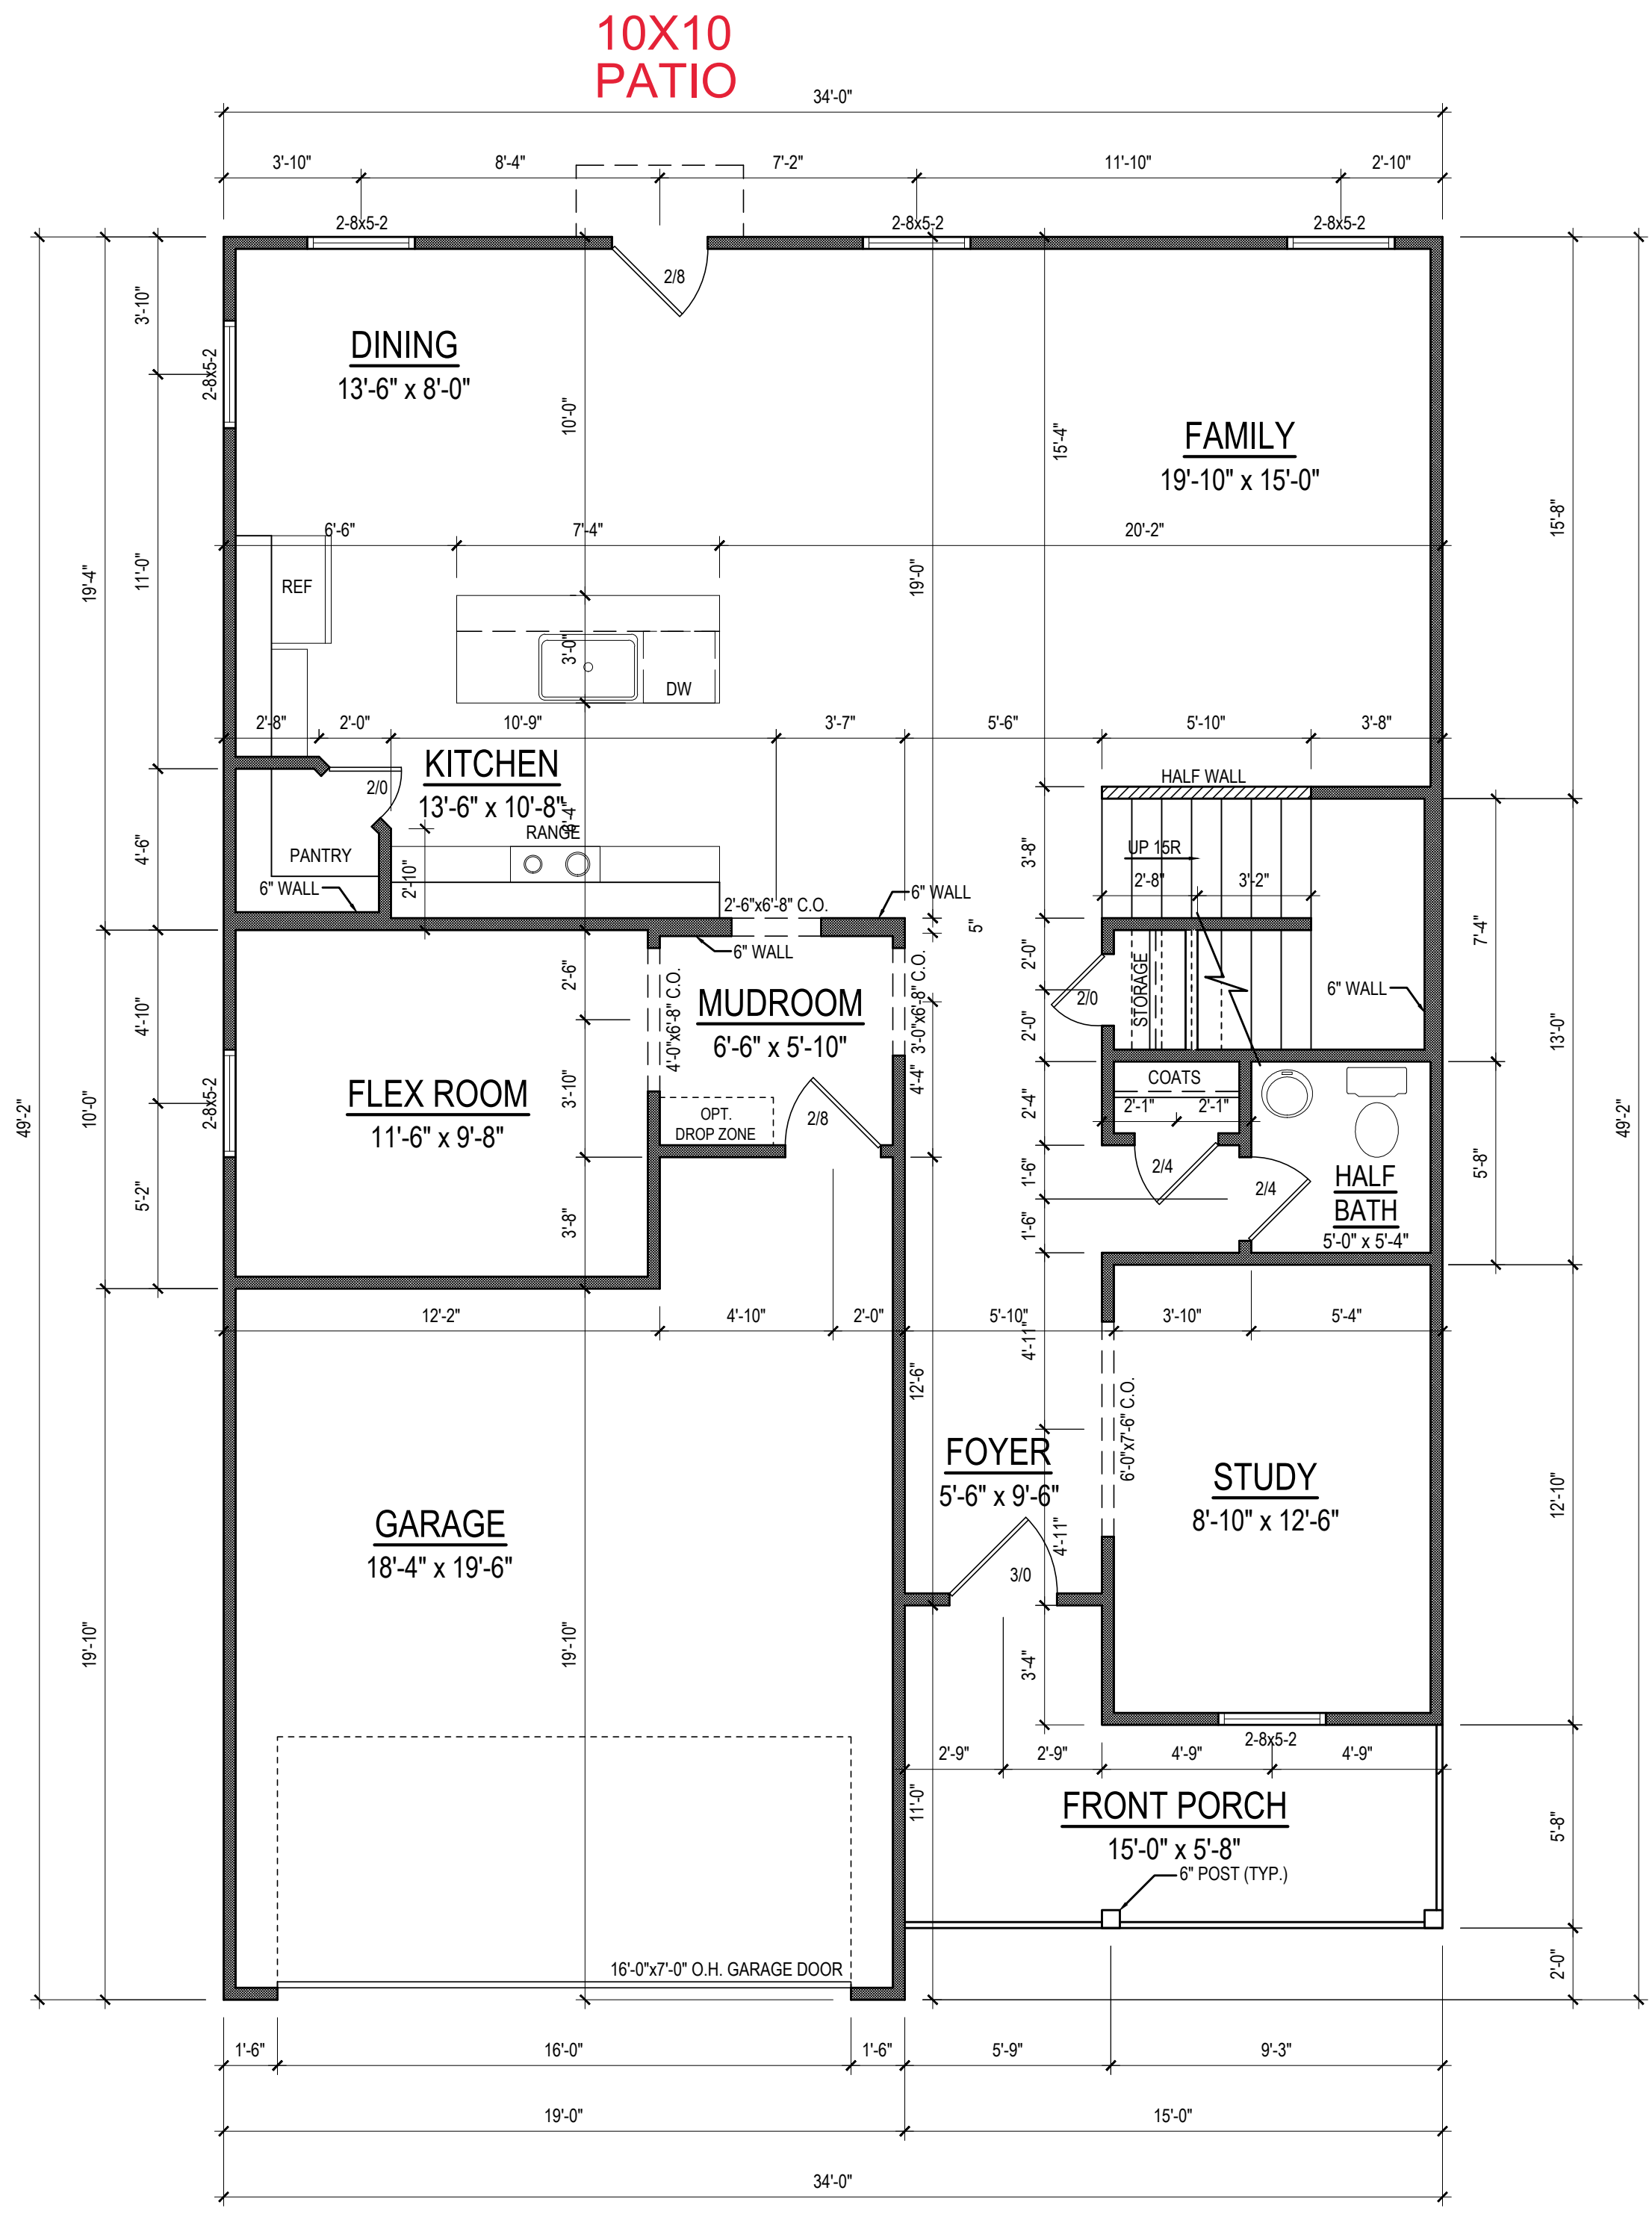 10X10
PATIO
34'-0"
3'-10" 8'-4" 7'-2" 11'-10" 2'-10"
2-8x5-2 2-8x5-2 2-8x5-2
2/8
3'-10"
DINING
13'-6" x 8'-0"
2-8x5-2
10'-0"
15'-4"
FAMILY
19'-10" x 15'-0"
15'-8"
6'-6" 7'-4" 20'-2"
19'-4"
11'-0"
REF
19'-0"
3'-0"
DW
2'-8" 2'-0" 10'-9" 3'-7" 5'-6" 5'-10" 3'-8"
KITCHEN
13'-6" x 10'-8"
2/0
6'-4"
RANGE
HALF WALL
4'-6"
PANTRY
2'-10"
3'-8"
UP 15R
2'-8" 3'-2"
6" WALL
2'-6"x6'-8" C.O.
6" WALL
5"
7'-4"
6" WALL
4'-10"
2'-6"
4'-0"x6'-8" C.O.
MUDROOM
6'-6" x 5'-10"
3'-0"x6'-8" C.O.
2'-0"
2/0
2'-0"
STORAGE
6" WALL
13'-0"
49'-2"
10'-0"
2-8x5-2
FLEX ROOM
11'-6" x 9'-8"
3'-10"
OPT.
DROP ZONE
2/8
4'-4"
2'-4"
COATS
2'-1" 2'-1"
49'-2"
5'-2"
3'-8"
1'-6"
2/4
2/4
1'-6"
HALF
BATH
5'-0" x 5'-4"
5'-8"
12'-2" 4'-10" 2'-0" 5'-10" 3'-10" 5'-4"
4'-11"
12'-6"
6'-0"x7'-6" C.O.
FOYER
5'-6" x 9'-6"
STUDY
8'-10" x 12'-6"
12'-10"
GARAGE
18'-4" x 19'-6"
4'-11"
3/0
19'-10"
19'-10"
3'-4"
2-8x5-2
2'-9" 2'-9" 4'-9" 4'-9"
11'-0"
FRONT PORCH
15'-0" x 5'-8"
6" POST (TYP.)
5'-8"
16'-0"x7'-0" O.H. GARAGE DOOR
2'-0"
1'-6" 16'-0" 1'-6" 5'-9" 9'-3"
19'-0" 15'-0"
34'-0"